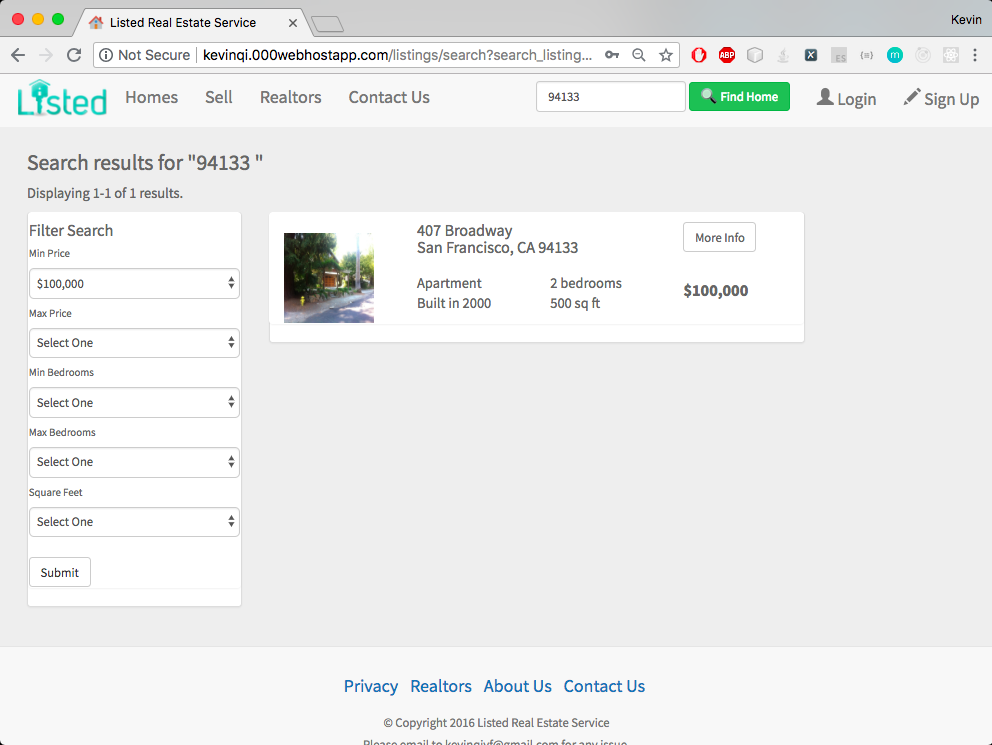 Listed Real Estate Service
Kevin
Not Secure kevinqi.000webhostapp.com/listings/search?search_listing...
ABP
X
ES
{=}
m
Listed
Homes Sell Realtors Contact Us
94133 Find Home Login Sign Up
Search results for "94133 "
Displaying 1-1 of 1 results.
Filter Search
Min Price
$100,000
Max Price
Select One
Min Bedrooms
Select One
Max Bedrooms
Select One
Square Feet
Select One
Submit
407 Broadway
San Francisco, CA 94133
Apartment 2 bedrooms
Built in 2000 500 sq ft
More Info
$100,000
Privacy Realtors About Us Contact Us
© Copyright 2016 Listed Real Estate Service
Please email to kevinqivf@gmail.com for any issue